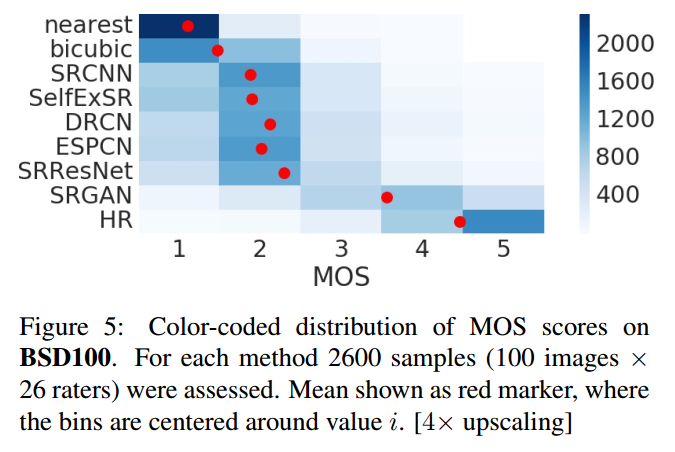 nearest
bicubic
SRCNN
SelfExSR
DRCN
ESPCN
SRResNet
SRGAN
HR
1 2 3 4 5
MOS
2000
1600
1200
800
400
Figure 5: Color-coded distribution of MOS scores on
BSD100. For each method 2600 samples (100 images ×
26 raters) were assessed. Mean shown as red marker, where
the bins are centered around value i. [4× upscaling]